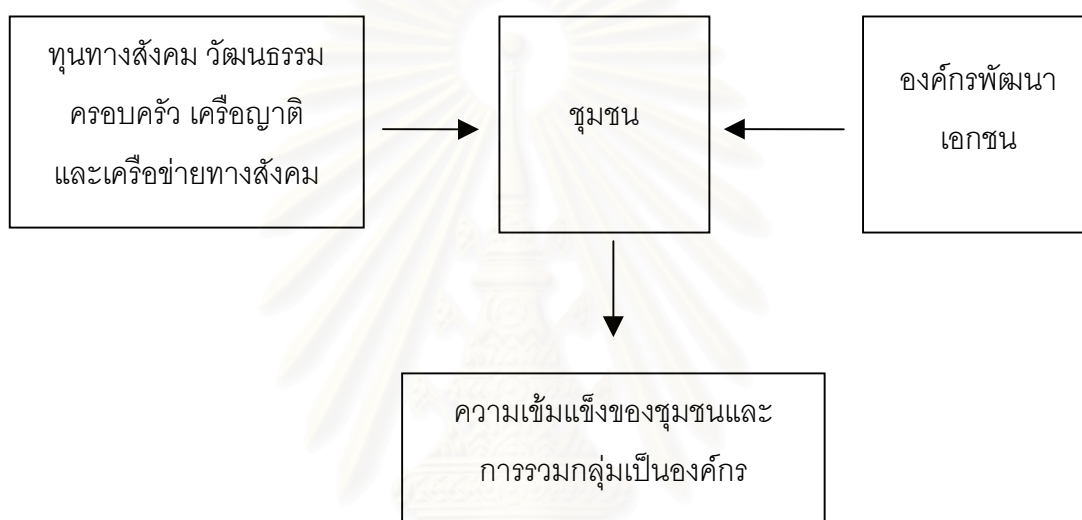 ทุนทางสังคม วัฒนธรรม
ครอบครัว เครือญาติ
และเครือข่ายทางสังคม
ชุมชน
องค์กรพัฒนา
เอกชน
ความเข้มแข็งของชุมชนและ
การรวมกลุ่มเป็นองค์กร